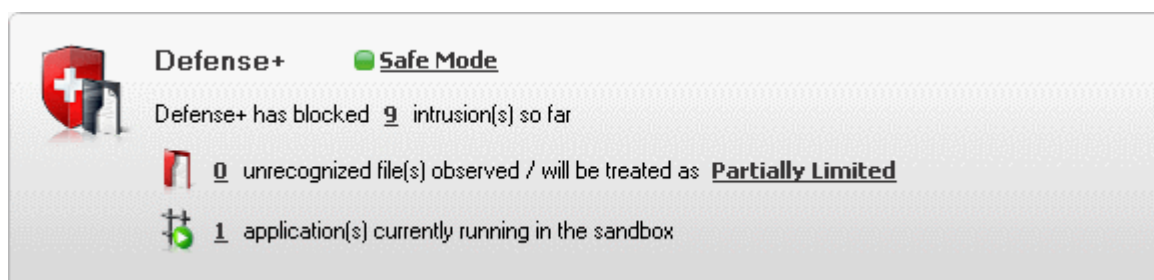 Defense+ Safe Mode
Defense+ has blocked 9 intrusion(s) so far
0 unrecognized file(s) observed / will be treated as Partially Limited
1 application(s) currently running in the sandbox